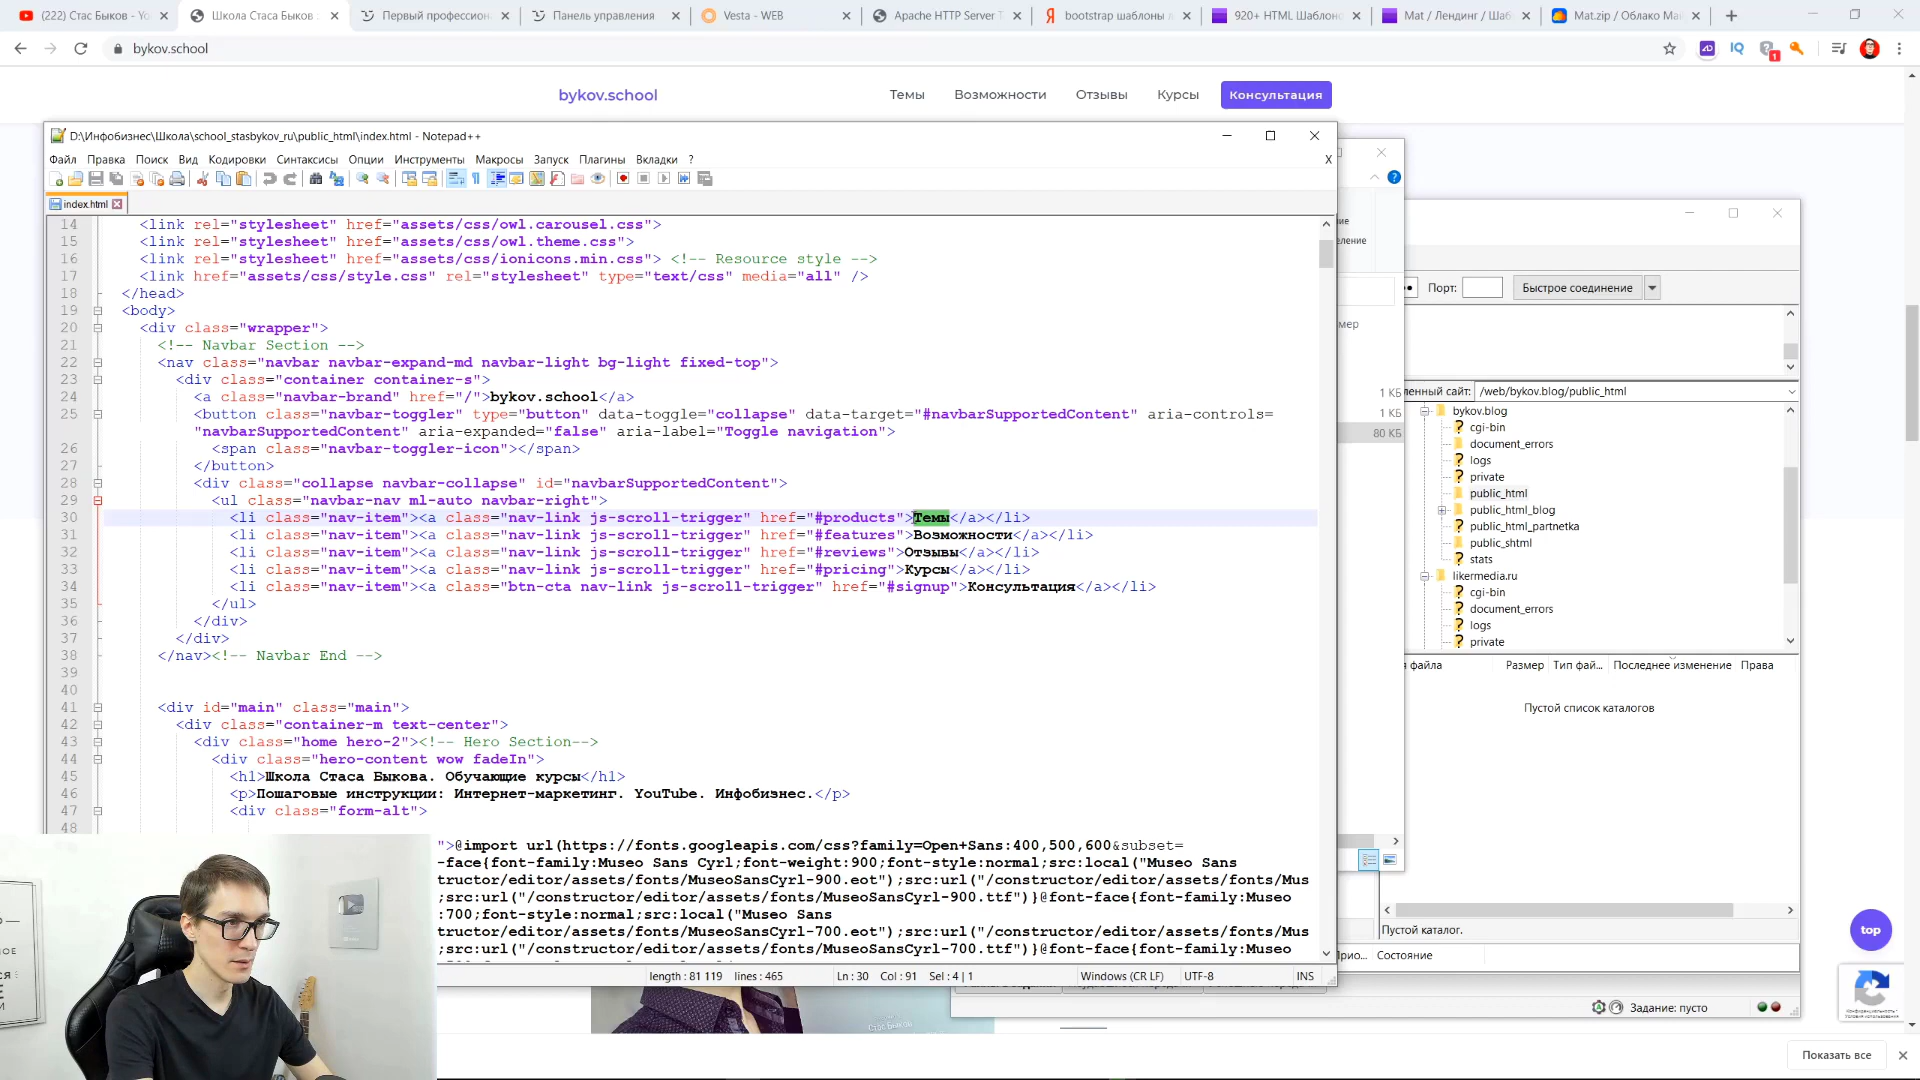 (222) Стас Быков - Yo
Школа Стаса Быков
Первый профессион
Панель управления
Vesta - WEB
Apache HTTP Server T
bootstrap шаблоны л
920+ HTML Шаблоно
Mat / Лендинг / Шаб
Mat.zip / Облако Mai
bykov.school
IQ
1
bykov.school
Темы
Возможности
Отзывы
Курсы
Консультация
D:\Инфобизнес\Школа\school_stasbykov_ru\public_html\index.html - Notepad++
Файл Правка Поиск Вид Кодировки Синтаксисы Опции Инструменты Макросы Запуск Плагины Вкладки ?
X
index.html
14 <link rel="stylesheet" href="assets/css/owl.carousel.css">
15 <link rel="stylesheet" href="assets/css/owl.theme.css">
16 <link rel="stylesheet" href="assets/css/ionicons.min.css"> <!-- Resource style -->
17 <link href="assets/css/style.css" rel="stylesheet" type="text/css" media="all" />
18 </head>
19 <body>
20 <div class="wrapper">
21 <!-- Navbar Section -->
22 <nav class="navbar navbar-expand-md navbar-light bg-light fixed-top">
23 <div class="container container-s">
24 <a class="navbar-brand" href="/">bykov.school</a>
25 <button class="navbar-toggler" type="button" data-toggle="collapse" data-target="#navbarSupportedContent" aria-controls=
"navbarSupportedContent" aria-expanded="false" aria-label="Toggle navigation">
26 <span class="navbar-toggler-icon"></span>
27 </button>
28 <div class="collapse navbar-collapse" id="navbarSupportedContent">
29 <ul class="navbar-nav ml-auto navbar-right">
30 <li class="nav-item"><a class="nav-link js-scroll-trigger" href="#products">Темы</a></li>
31 <li class="nav-item"><a class="nav-link js-scroll-trigger" href="#features">Возможности</a></li>
32 <li class="nav-item"><a class="nav-link js-scroll-trigger" href="#reviews">Отзывы</a></li>
33 <li class="nav-item"><a class="nav-link js-scroll-trigger" href="#pricing">Курсы</a></li>
34 <li class="nav-item"><a class="btn-cta nav-link js-scroll-trigger" href="#signup">Консультация</a></li>
35 </ul>
36 </div>
37 </div>
38 </nav><!-- Navbar End -->
39
40
41 <div id="main" class="main">
42 <div class="container-m text-center">
43 <div class="home hero-2"><!-- Hero Section-->
44 <div class="hero-content wow fadeIn">
45 <h1>Школа Стаса Быкова. Обучающие курсы</h1>
46 <p>Пошаговые инструкции: Интернет-маркетинг. YouTube. Инфобизнес.</p>
47 <div class="form-alt">
48
">@import url(https://fonts.googleapis.com/css?family=Open+Sans:400,500,600&subset=
-face{font-family:Museo Sans Cyrl;font-weight:900;font-style:normal;src:local("Museo Sans
tructor/editor/assets/fonts/MuseoSansCyrl-900.eot");src:url("/constructor/editor/assets/fonts/Mus
;src:url("/constructor/editor/assets/fonts/MuseoSansCyrl-900.ttf")}@font-face{font-family:Museo
:700;font-style:normal;src:local("Museo Sans
tructor/editor/assets/fonts/MuseoSansCyrl-700.eot");src:url("/constructor/editor/assets/fonts/Mus
;src:url("/constructor/editor/assets/fonts/MuseoSansCyrl-700.ttf")}@font-face{font-family:Museo
length : 81 119 lines : 465
Ln : 30 Col : 91 Sel : 4 | 1
Windows (CR LF)
UTF-8
INS
ние
еление
мер
1 КБ
1 КБ
80 КБ
Порт:
Быстрое соединение
ленный сайт:
/web/bykov.blog/public_html
bykov.blog
cgi-bin
document_errors
logs
private
public_html
public_html_blog
public_html_partnetka
public_shtml
stats
likermedia.ru
cgi-bin
document_errors
logs
private
я файла
Размер
Тип фай...
Последнее изменение
Права
Пустой список каталогов
Пустой каталог.
Прио...
Состояние
Задание: пусто
top
Стас Быков
Показать все